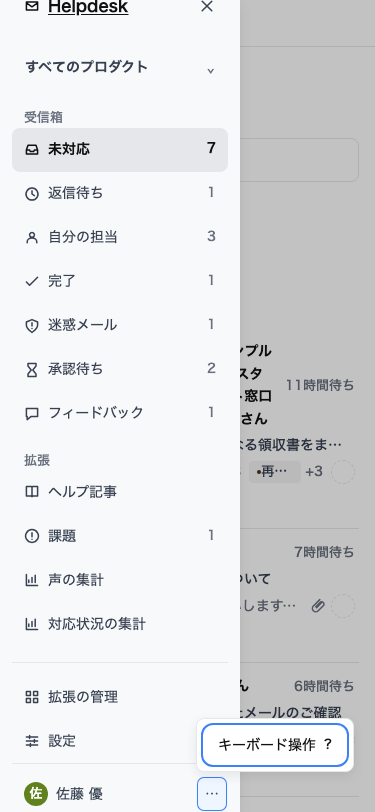 Helpdesk
すべてのプロダクト
受信箱
未対応 7
返信待ち 1
自分の担当 3
完了 1
迷惑メール 1
承認待ち 2
フィードバック 1
拡張
ヘルプ記事
課題 1
声の集計
対応状況の集計
拡張の管理
設定
佐 佐藤 優 …
ンプル
スタ
窓口
さん
11時間待ち
なる領収書をま…
•再… +3
7時間待ち
ついて
します…
ん 6時間待ち
メールのご確認
キーボード操作 ?